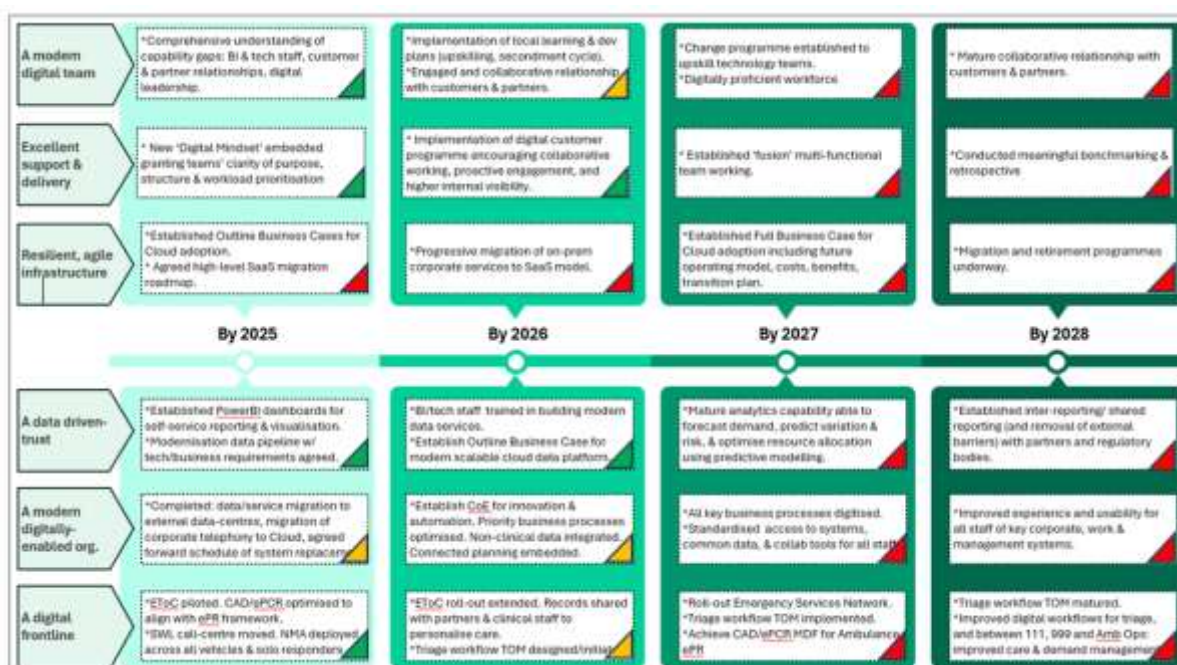 A modern
digital team
*Comprehensive understanding of
capability gaps: BI & tech staff, customer
& partner relationships, digital
leadership.
*Implementation of local learning & dev
plans (upskilling, secondment cycle).
*Engaged and collaborative relationship
with customers & partners.
*Change programme established to
upskill technology teams.
*Digitally proficient workforce
* Mature collaborative relationship with
customers & partners.
Excellent
support &
delivery
* New 'Digital Mindset' embedded
granting teams' clarity of purpose,
structure & workload prioritisation
* Implementation of digital customer
programme encouraging collaborative
working, proactive engagement, and
higher internal visibility.
* Established 'fusion' multi-functional
team working.
*Conducted meaningful benchmarking &
retrospective
Resilient, agile
infrastructure
*Established Outline Business Cases for
Cloud adoption.
* Agreed high-level SaaS migration
roadmap.
*Progressive migration of on-prem
corporate services to SaaS model.
*Established Full Business Case for
Cloud adoption including future
operating model, costs, benefits,
transition plan.
*Migration and retirement programmes
underway.
By 2025
By 2026
By 2027
By 2028
A data driven-
trust
*Established PowerBI dashboards for
self-service reporting & visualisation.
*Modernisation data pipeline w/
tech/business requirements agreed.
*BI/tech staff trained in building modern
data services.
*Establish Outline Business Case for
modern scalable cloud data platform
*Mature analytics capability able to
forecast demand, predict variation &
risk, & optimise resource allocation
using predictive modelling.
*Established inter-reporting/ shared
reporting (and removal of external
barriers) with partners and regulatory
bodies.
A modern
digitally-
enabled org.
*Completed: data/service migration to
external data-centres, migration of
corporate telephony to Cloud, agreed
forward schedule of system replacem
*Establish CoE for innovation &
automation. Priority business processes
optimised. Non-clinical data integrated.
Connected planning embedded.
*All key business processes digitised.
*Standardised access to systems,
common data, & collab tools for all staff
*Improved experience and usability for
all staff of key corporate, work &
management systems.
A digital
frontline
*EToC piloted. CAD/ePCR optimised to
align with ePR framework.
*SWL call-centre moved. NMA deployed
across all vehicles & solo responders
*EToC roll-out extended. Records shared
with partners & clinical staff to
personalise care.
*Triage workflow TOM designed/initiat
*Roll-out Emergency Services Network.
*Triage workflow TOM implemented.
*Achieve CAD/ePCR MDF for Ambulance
ePR
*Triage workflow TOM matured.
*Improved digital workflows for triage,
and between 111, 999 and Amb Ops:
improved care & demand managemen